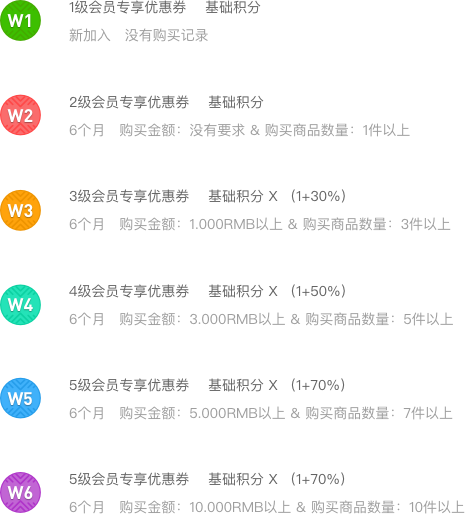 W1
1级会员专享优惠券 基础积分
新加入 没有购买记录
W2
2级会员专享优惠券 基础积分
6个月 购买金额：没有要求 & 购买商品数量：1件以上
W3
3级会员专享优惠券 基础积分 X （1+30%）
6个月 购买金额：1.000RMB以上 & 购买商品数量：3件以上
W4
4级会员专享优惠券 基础积分 X （1+50%）
6个月 购买金额：3.000RMB以上 & 购买商品数量：5件以上
W5
5级会员专享优惠券 基础积分 X （1+70%）
6个月 购买金额：5.000RMB以上 & 购买商品数量：7件以上
W6
5级会员专享优惠券 基础积分 X （1+70%）
6个月 购买金额：10.000RMB以上 & 购买商品数量：10件以上